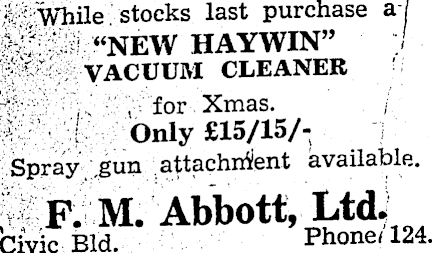 While stocks last purchase a
"NEW HAYWIN"
VACUUM CLEANER
for Xmas.
Only £15/15/-
Spray gun attachment available.
F. M. Abbott, Ltd.
Civic Bld. Phone 124.